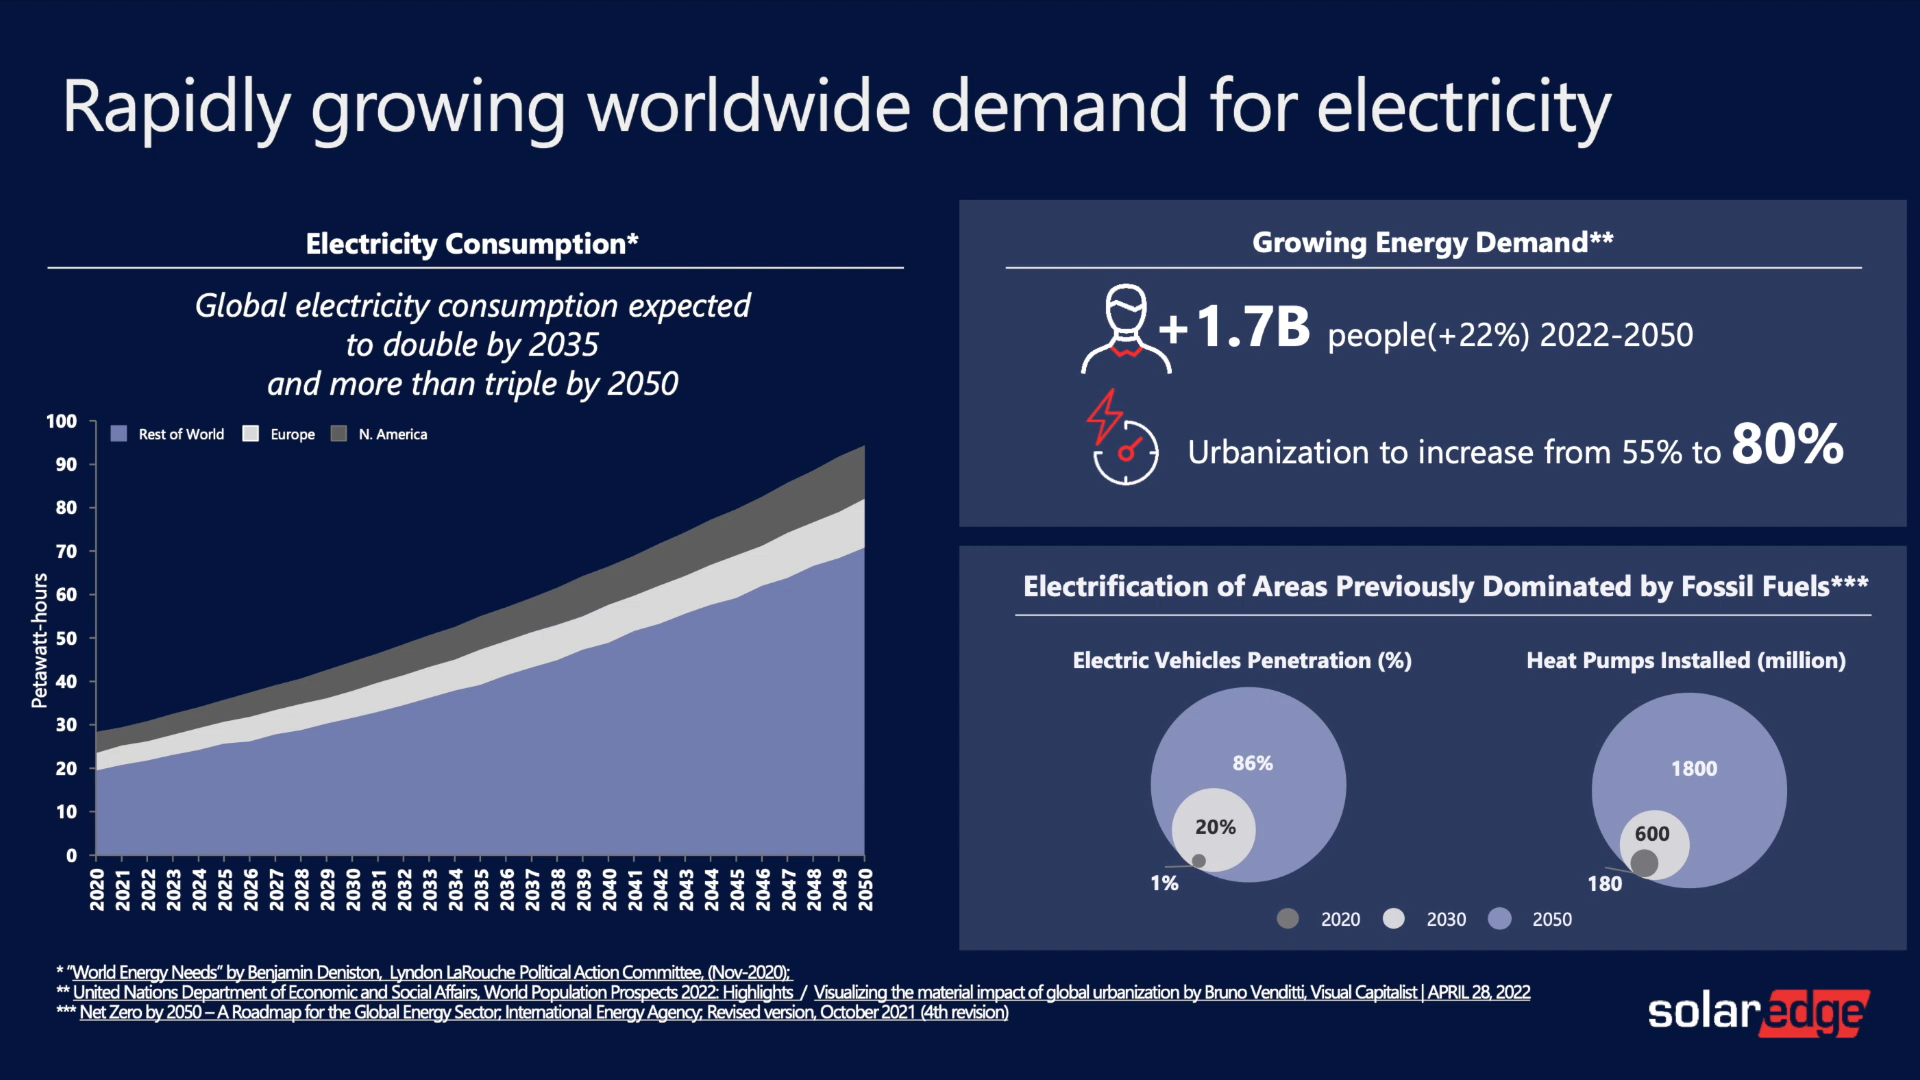 Rapidly growing worldwide demand for electricity
Electricity Consumption*
Global electricity consumption expected
to double by 2035
and more than triple by 2050
Petawatt-hours
100
90
80
70
60
50
40
30
20
10
0
Rest of World Europe N. America
2020 2021 2022 2023 2024 2025 2026 2027 2028 2029 2030 2031 2032 2033 2034 2035 2036 2037 2038 2039 2040 2041 2042 2043 2044 2045 2046 2047 2048 2049 2050
Growing Energy Demand**
+1.7B people(+22%) 2022-2050
Urbanization to increase from 55% to 80%
Electrification of Areas Previously Dominated by Fossil Fuels***
Electric Vehicles Penetration (%)
86%
20%
1%
Heat Pumps Installed (million)
1800
600
180
2020 2030 2050
* "World Energy Needs" by Benjamin Deniston, Lyndon LaRouche Political Action Committee, (Nov-2020);
** United Nations Department of Economic and Social Affairs, World Population Prospects 2022: Highlights / Visualizing the material impact of global urbanization by Bruno Venditti, Visual Capitalist | APRIL 28, 2022
*** Net Zero by 2050 – A Roadmap for the Global Energy Sector; International Energy Agency; Revised version, October 2021 (4th revision)
solaredge